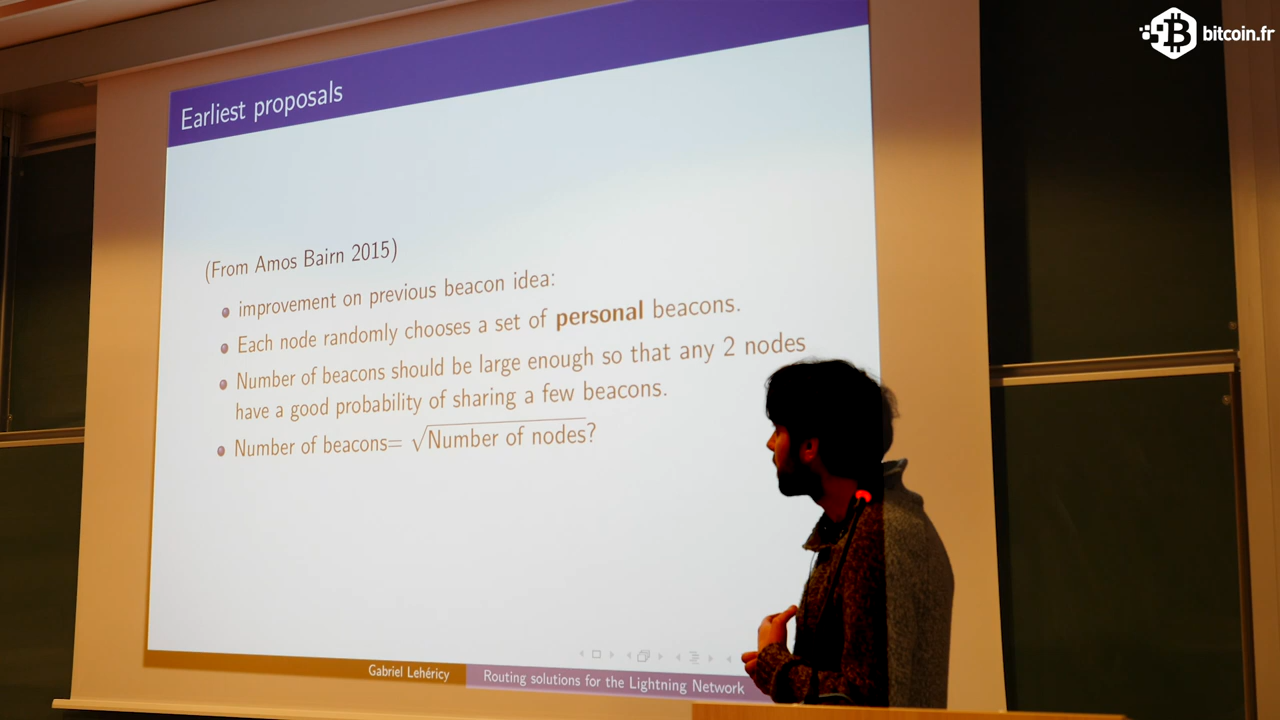 bitcoin.fr
Earliest proposals
(From Amos Bairn 2015)
improvement on previous beacon idea:
Each node randomly chooses a set of personal beacons.
Number of beacons should be large enough so that any 2 nodes
have a good probability of sharing a few beacons.
Number of beacons= √Number of nodes?
Gabriel Lehéricy
Routing solutions for the Lightning Network